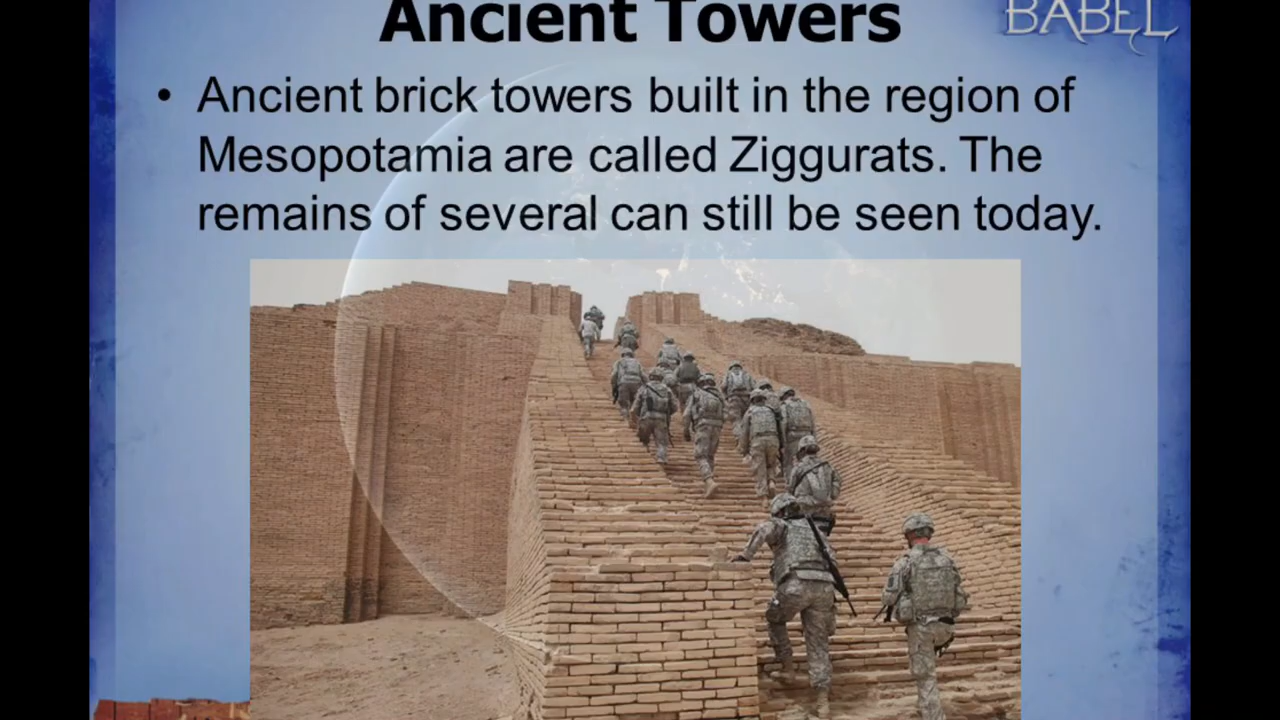 Ancient Towers
BABEL
• Ancient brick towers built in the region of
Mesopotamia are called Ziggurats. The
remains of several can still be seen today.